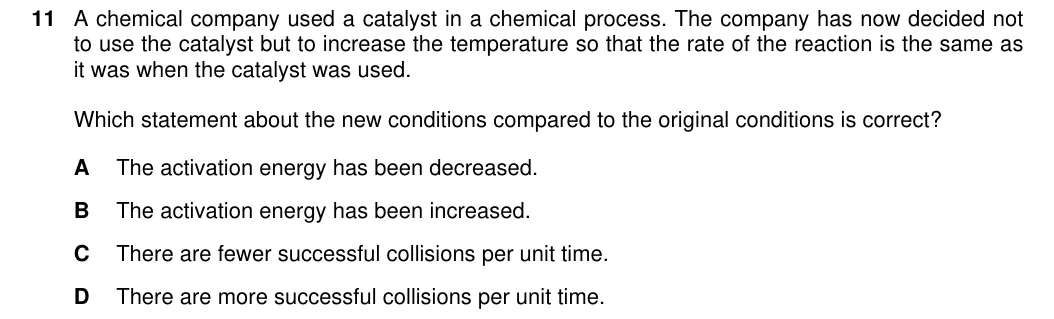 11 A chemical company used a catalyst in a chemical process. The company has now decided not
to use the catalyst but to increase the temperature so that the rate of the reaction is the same as
it was when the catalyst was used.
Which statement about the new conditions compared to the original conditions is correct?
A The activation energy has been decreased.
B The activation energy has been increased.
C There are fewer successful collisions per unit time.
D There are more successful collisions per unit time.